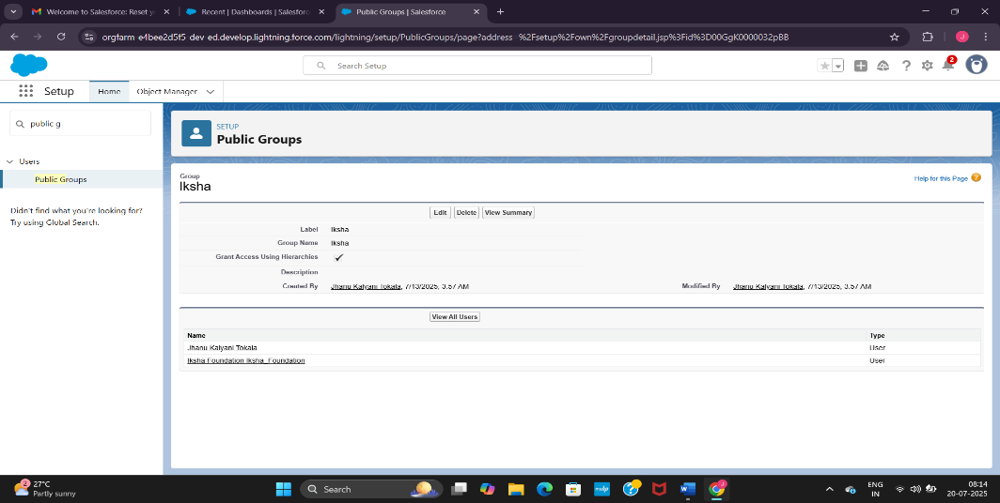 Welcome to Salesforce: Reset y
Recent | Dashboards | Salesforc
Public Groups | Salesforce
orgfarm-e4bee2d5f5-dev-ed.develop.lightning.force.com/lightning/setup/PublicGroups/page?address=%2Fsetup%2Fown%2Fgroupdetail.jsp%3Fid%3D00GgK0000032pBB
J
Search Setup
2
Setup
Home
Object Manager
public g
Users
Public Groups
Didn't find what you're looking for?
Try using Global Search.
SETUP
Public Groups
Group
Iksha
Help for this Page
Edit Delete View Summary
Label Iksha
Group Name Iksha
Grant Access Using Hierarchies
Description
Created By Jhanu Kalyani Tokala, 7/13/2025, 3:57 AM Modified By Jhanu Kalyani Tokala, 7/13/2025, 3:57 AM
View All Users
Name Type
Jhanu Kalyani Tokala User
Iksha Foundation Iksha_Foundation User
2
27°C
Partly sunny
Search
ENG
IN
08:14
20-07-2025